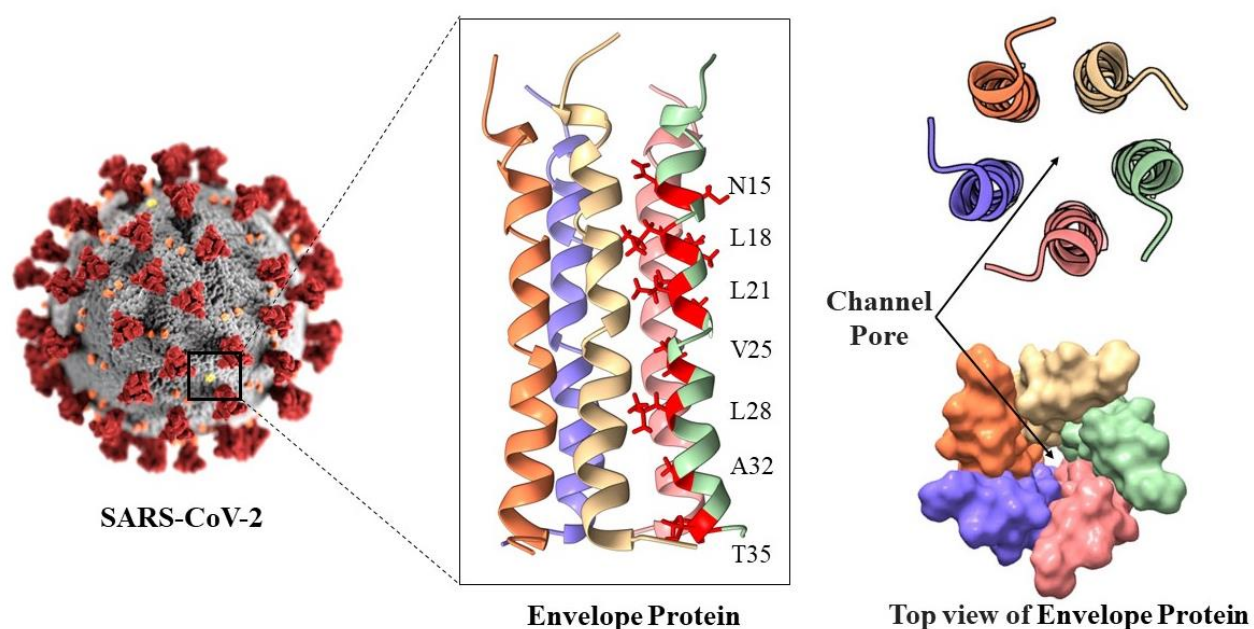 SARS-CoV-2
N15
L18
L21
V25
L28
A32
T35
Envelope Protein
Channel
Pore
Top view of Envelope Protein